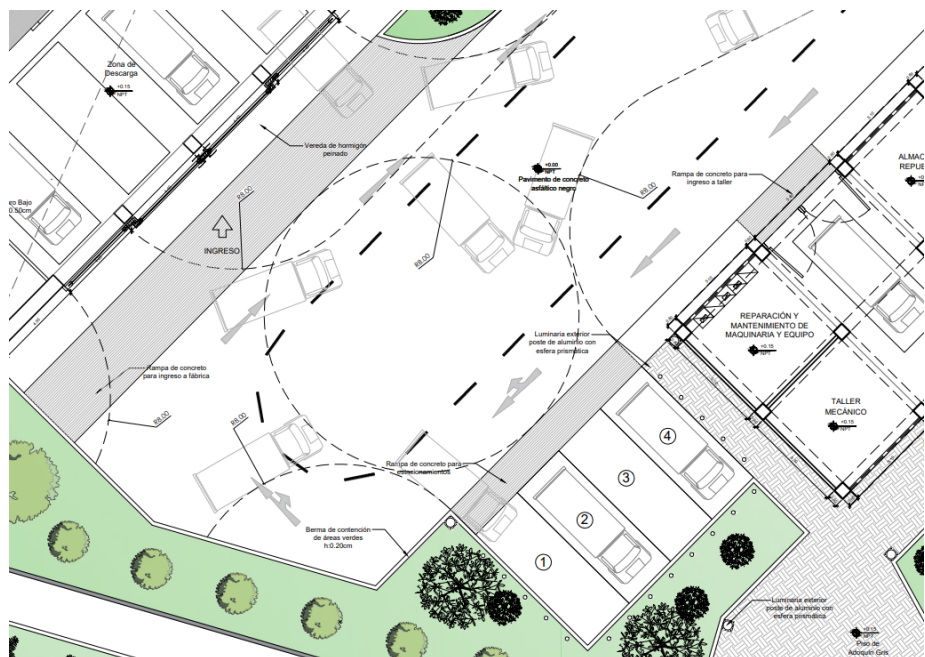 Zona de
Descarga
+0.15
NPT
Vereda de hormigón
peinado
+0.00
NPT
Pavimento de concreto
asfáltico negro
R8.00
Rampa de concreto para
ingreso a taller
ALMAC
REPUE
R8.00
ro Bajo
0.50cm
INGRESO
R8.00
REPARACIÓN Y
MANTENIMIENTO DE
MAQUINARIA Y EQUIPO
+0.15
NPT
Luminaria exterior
poste de aluminio con
esfera prismática
Rampa de concreto
para ingreso a fábrica
R8.00
R8.00
TALLER
MECÁNICO
+0.15
NPT
4
3
2
1
Rampa de concreto para
estacionamientos
Berma de contención
de áreas verdes
h:0.20cm
Luminaria exterior
poste de aluminio con
esfera prismática
+0.13
NPT
Piso de
Adoquín Gris